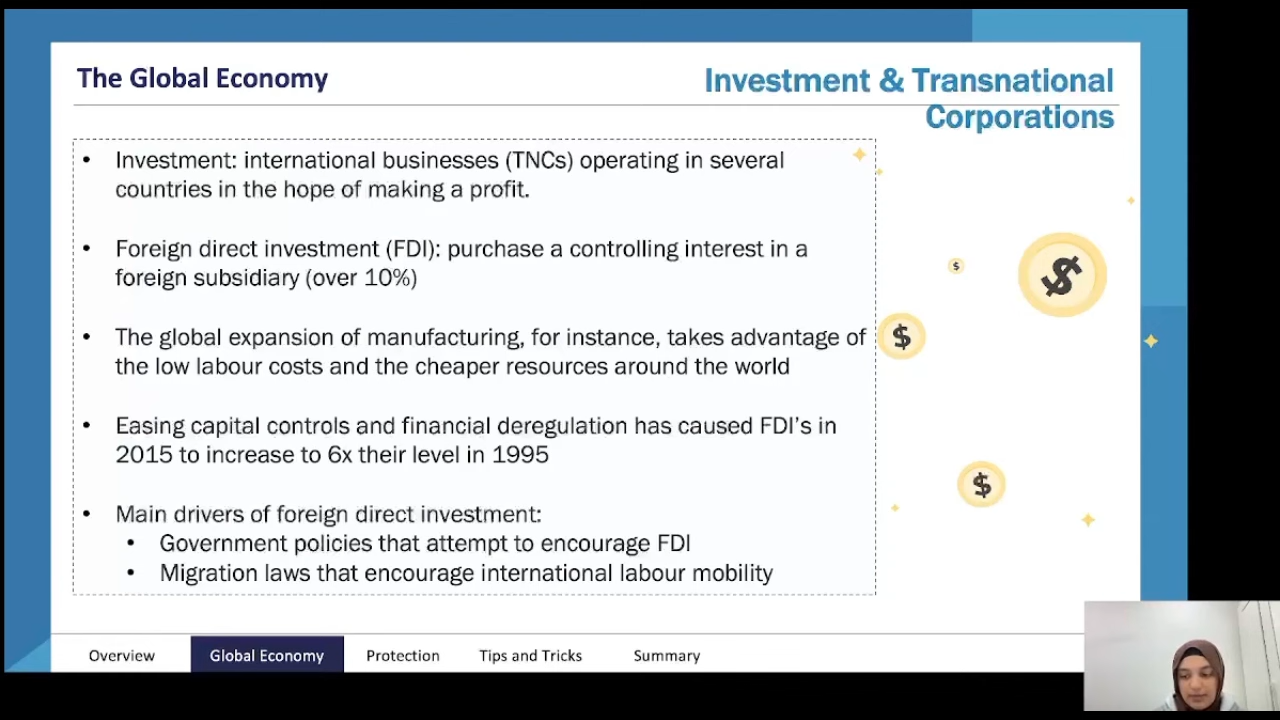 The Global Economy
Investment & Transnational
Corporations
• Investment: international businesses (TNCs) operating in several
countries in the hope of making a profit.
• Foreign direct investment (FDI): purchase a controlling interest in a
foreign subsidiary (over 10%)
• The global expansion of manufacturing, for instance, takes advantage of
the low labour costs and the cheaper resources around the world
• Easing capital controls and financial deregulation has caused FDI's in
2015 to increase to 6x their level in 1995
• Main drivers of foreign direct investment:
• Government policies that attempt to encourage FDI
• Migration laws that encourage international labour mobility
$
$
$
$
Overview Global Economy Protection Tips and Tricks Summary